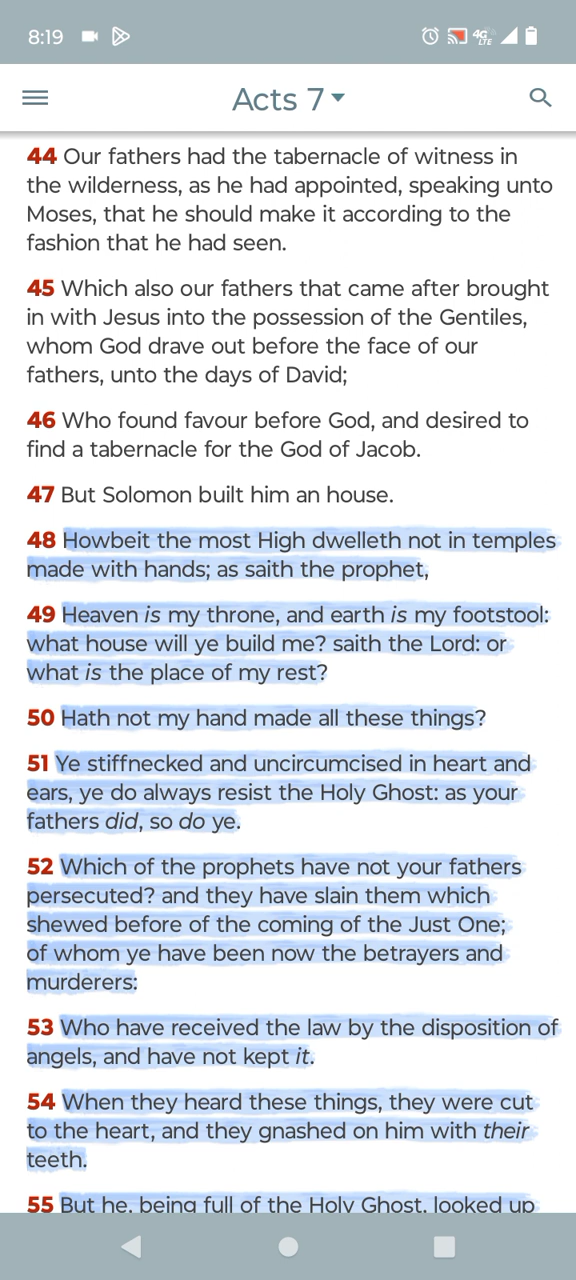 8:19
4G
LTE
Acts 7
44 Our fathers had the tabernacle of witness in
the wilderness, as he had appointed, speaking unto
Moses, that he should make it according to the
fashion that he had seen.
45 Which also our fathers that came after brought
in with Jesus into the possession of the Gentiles,
whom God drave out before the face of our
fathers, unto the days of David;
46 Who found favour before God, and desired to
find a tabernacle for the God of Jacob.
47 But Solomon built him an house.
48 Howbeit the most High dwelleth not in temples
made with hands; as saith the prophet,
49 Heaven is my throne, and earth is my footstool:
what house will ye build me? saith the Lord: or
what is the place of my rest?
50 Hath not my hand made all these things?
51 Ye stiffnecked and uncircumcised in heart and
ears, ye do always resist the Holy Ghost: as your
fathers did, so do ye.
52 Which of the prophets have not your fathers
persecuted? and they have slain them which
shewed before of the coming of the Just One;
of whom ye have been now the betrayers and
murderers:
53 Who have received the law by the disposition of
angels, and have not kept it.
54 When they heard these things, they were cut
to the heart, and they gnashed on him with their
teeth.
55 But he, being full of the Holy Ghost, looked up